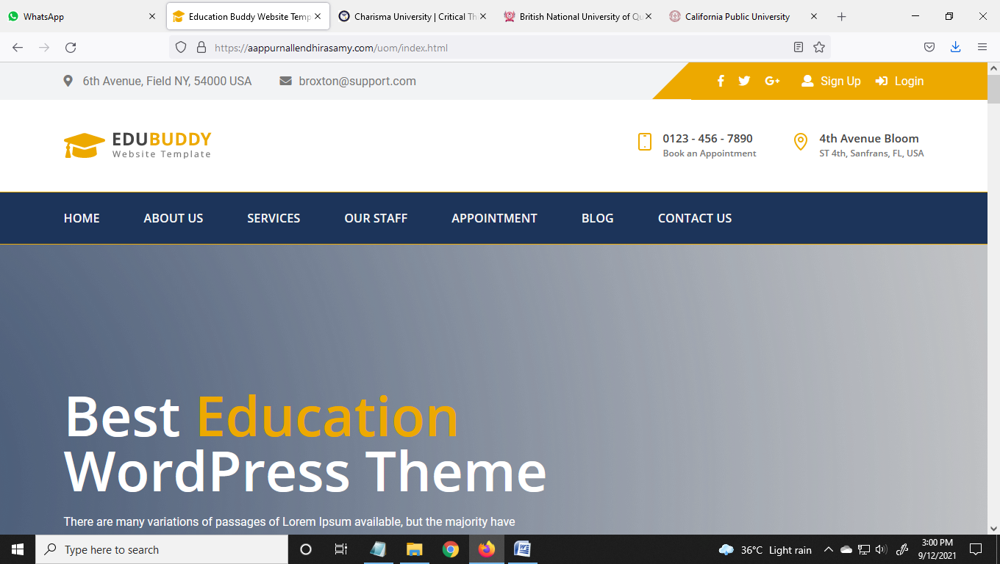 WhatsApp
Education Buddy Website Temp
Charisma University | Critical Th
British National University of Qu
California Public University
https://aappurnallendhirasamy.com/uom/index.html
6th Avenue, Field NY, 54000 USA
broxton@support.com
Sign Up
Login
EDUBUDDY
Website Template
0123 - 456 - 7890
Book an Appointment
4th Avenue Bloom
ST 4th, Sanfrans, FL, USA
HOME
ABOUT US
SERVICES
OUR STAFF
APPOINTMENT
BLOG
CONTACT US
Best Education
WordPress Theme
There are many variations of passages of Lorem Ipsum available, but the majority have
Type here to search
36°C Light rain
3:00 PM
9/12/2021